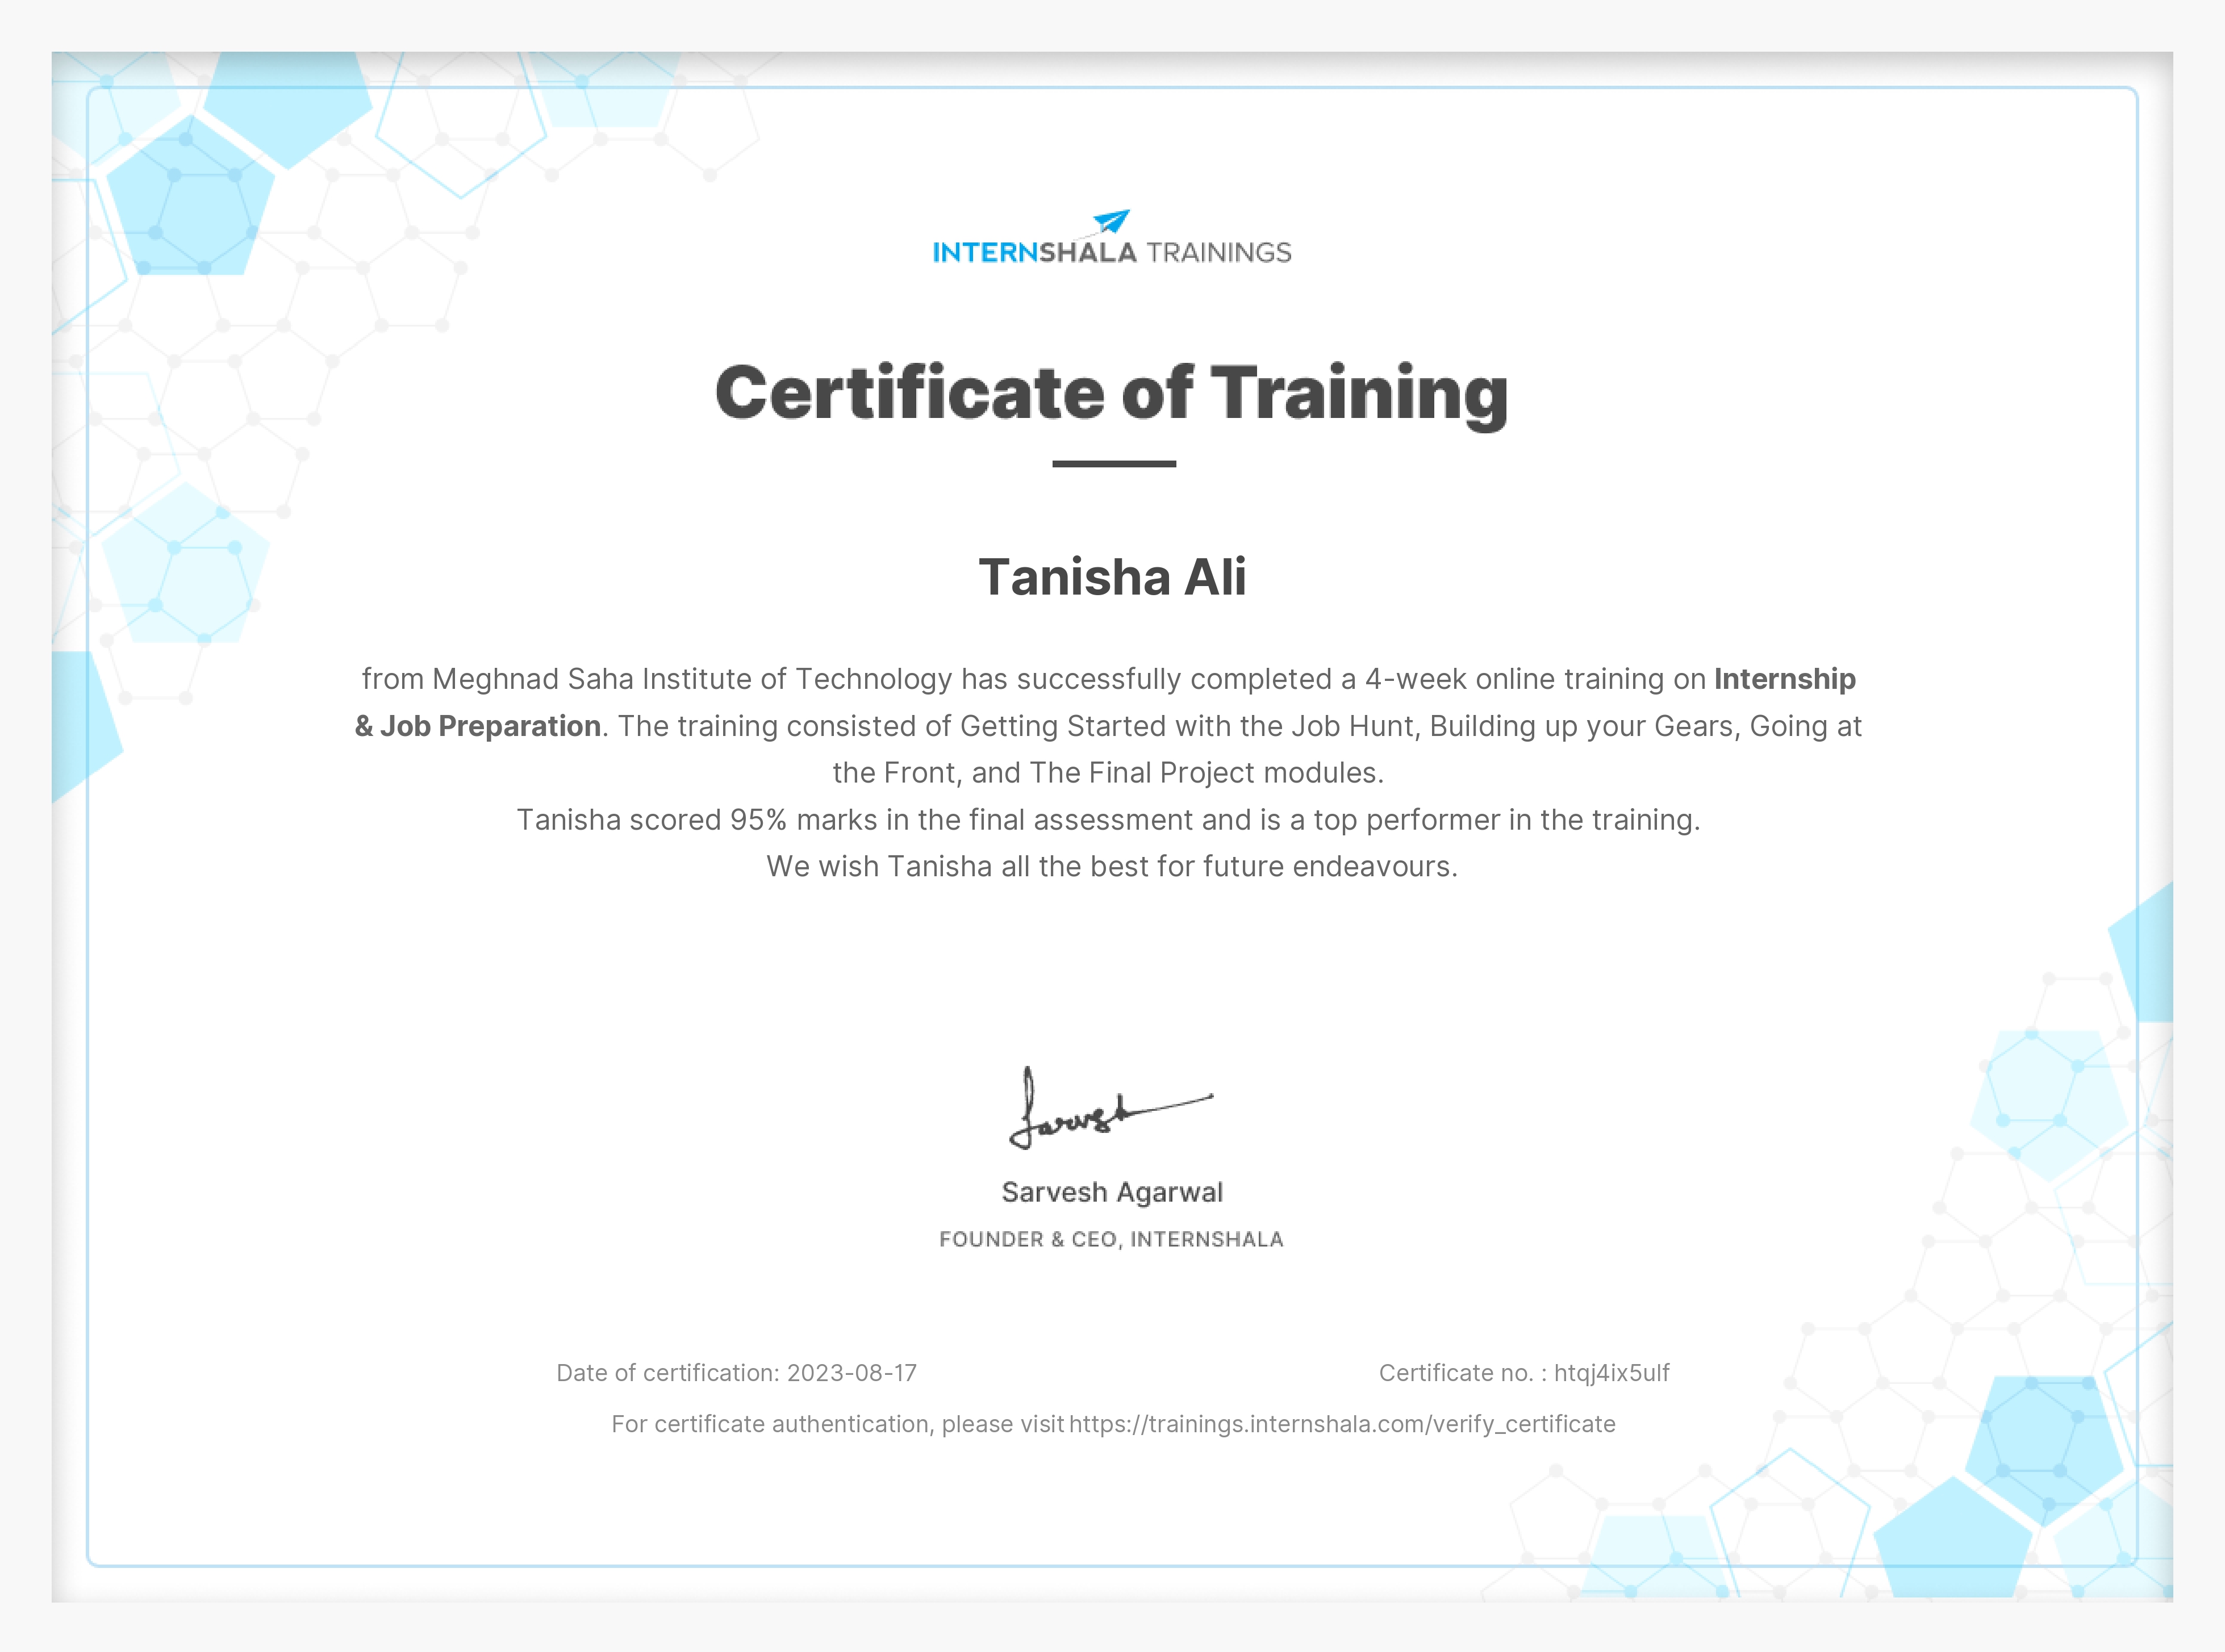 INTERNSHALA TRAININGS
Certificate of Training
Tanisha Ali
from Meghnad Saha Institute of Technology has successfully completed a 4-week online training on Internship
& Job Preparation. The training consisted of Getting Started with the Job Hunt, Building up your Gears, Going at
the Front, and The Final Project modules.
Tanisha scored 95% marks in the final assessment and is a top performer in the training.
We wish Tanisha all the best for future endeavours.
Sarvesh
Sarvesh Agarwal
FOUNDER & CEO, INTERNSHALA
Date of certification: 2023-08-17 Certificate no. : htqj4ix5ulf
For certificate authentication, please visit https://trainings.internshala.com/verify_certificate